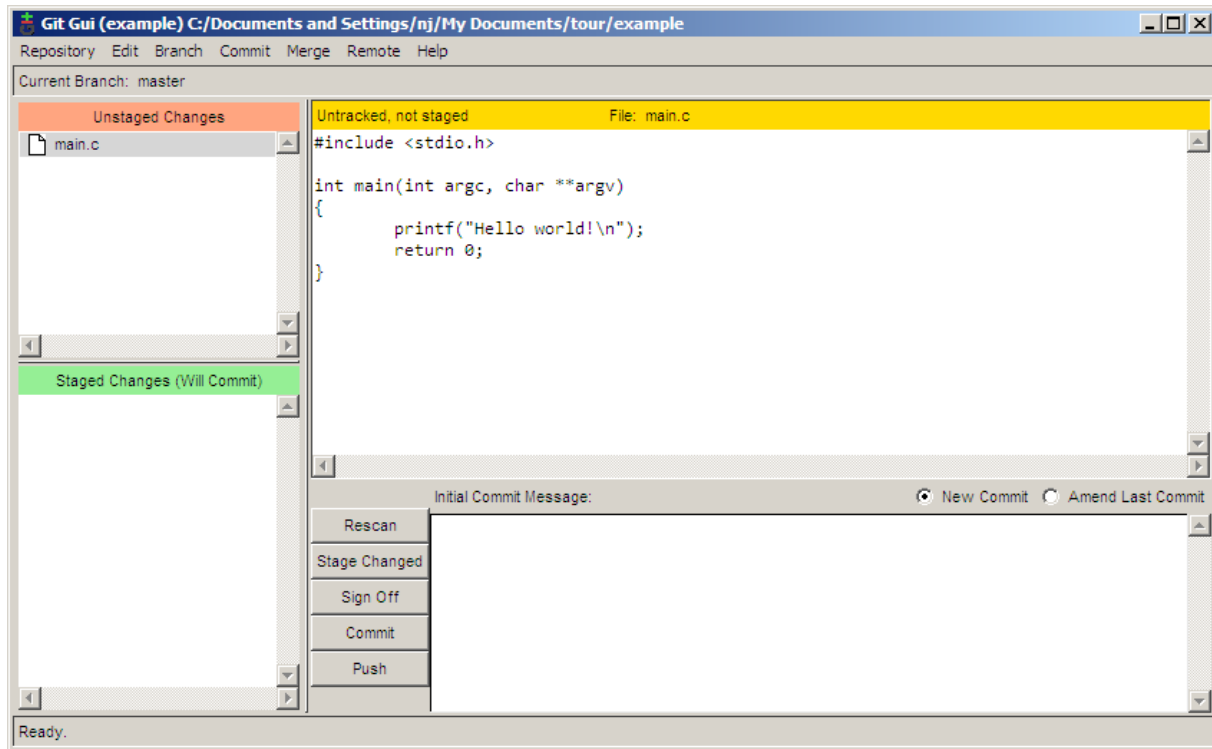 Git Gui (example) C:/Documents and Settings/nj/My Documents/tour/example
Repository Edit Branch Commit Merge Remote Help
Current Branch: master
Unstaged Changes
main.c
Staged Changes (Will Commit)
Untracked, not staged File: main.c
#include <stdio.h>
int main(int argc, char **argv)
{
printf("Hello world!\n");
return 0;
}
Initial Commit Message: New Commit Amend Last Commit
Rescan
Stage Changed
Sign Off
Commit
Push
Ready.